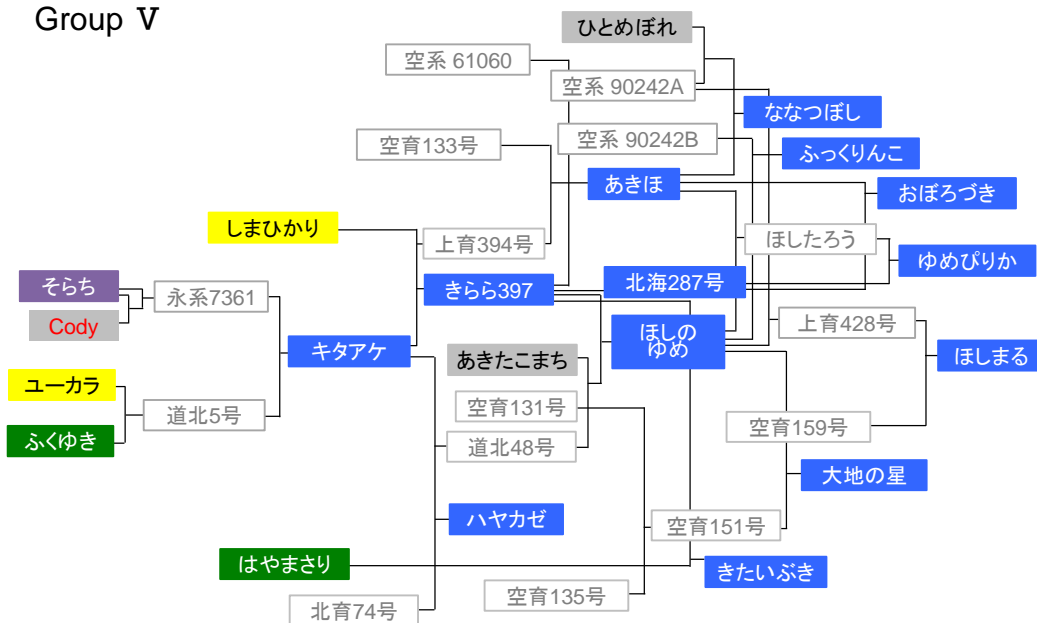 Group Ⅴ
ひとめぼれ
空系 61060
空系 90242A
ななつぼし
空育133号
空系 90242B
ふっくりんこ
あきほ
おぼろづき
しまひかり
上育394号
ほしたろう
ゆめぴりか
そらち
永系7361
きらら397
北海287号
Cody
上育428号
キタアケ
ほしの
ゆめ
あきたこまち
ほしまる
ユーカラ
道北5号
空育131号
空育159号
ふくゆき
道北48号
大地の星
ハヤカゼ
空育151号
はやまさり
きたいぶき
北育74号
空育135号